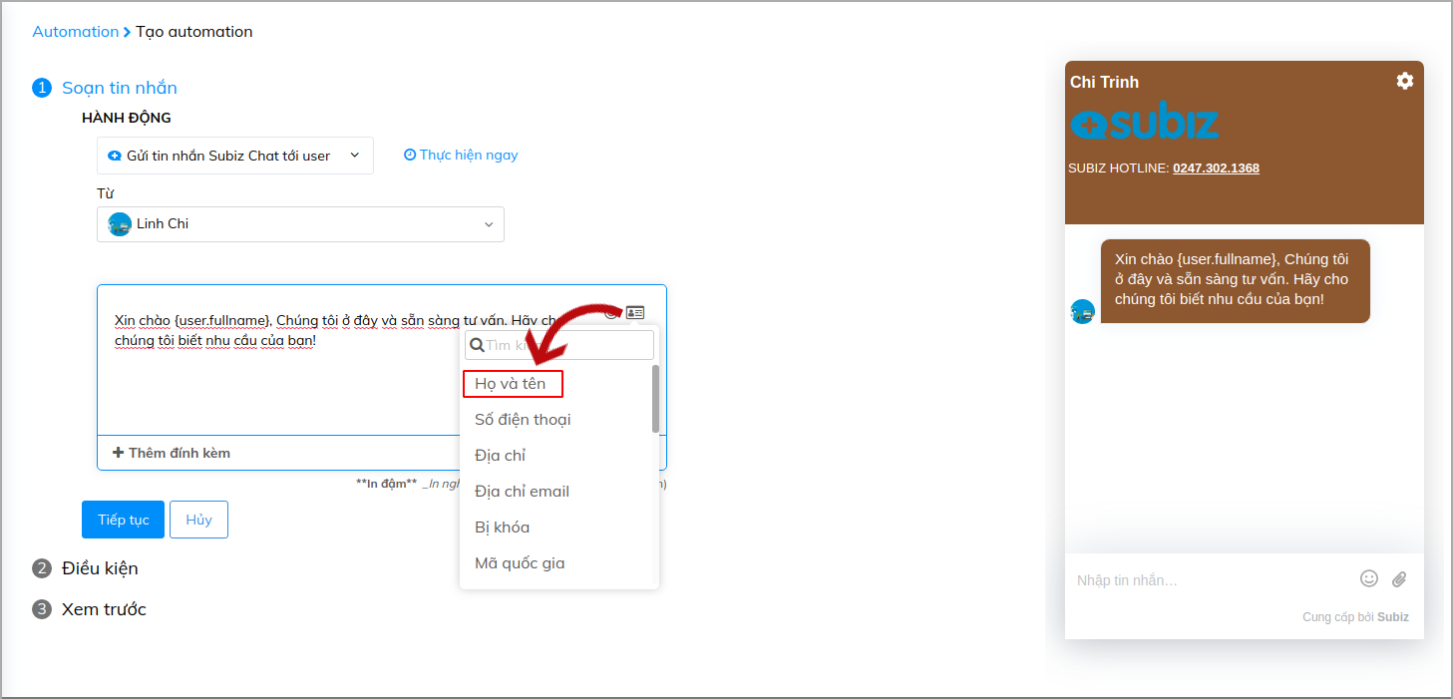 Automation > Tạo automation
1 Soạn tin nhắn
HÀNH ĐỘNG
Gửi tin nhắn Subiz Chat tới user
Thực hiện ngay
Từ
Linh Chi
Xin chào {user.fullname}, Chúng tôi ở đây và sẵn sàng tư vấn. Hãy cho
chúng tôi biết nhu cầu của bạn!
Tìm
Họ và tên
Số điện thoại
Địa chỉ
Địa chỉ email
Bị khóa
Mã quốc gia
+ Thêm đính kèm
**In đậm** _In
Tiếp tục
Hủy
2 Điều kiện
3 Xem trước
Chi Trinh
subiz
SUBIZ HOTLINE: 0247.302.1368
Xin chào {user.fullname}, Chúng tôi
ở đây và sẵn sàng tư vấn. Hãy cho
chúng tôi biết nhu cầu của bạn!
Nhập tin nhắn...
Cung cấp bởi Subiz